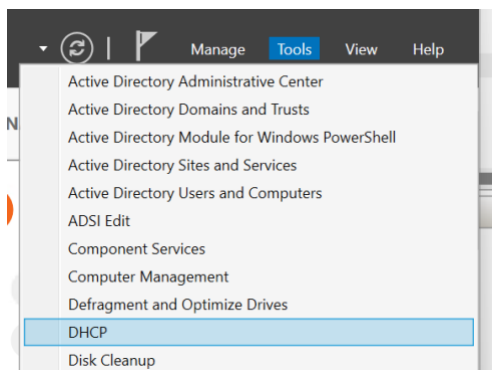 Manage Tools View Help
Active Directory Administrative Center
Active Directory Domains and Trusts
N
Active Directory Module for Windows PowerShell
Active Directory Sites and Services
Active Directory Users and Computers
ADSI Edit
Component Services
Computer Management
Defragment and Optimize Drives
DHCP
Disk Cleanup